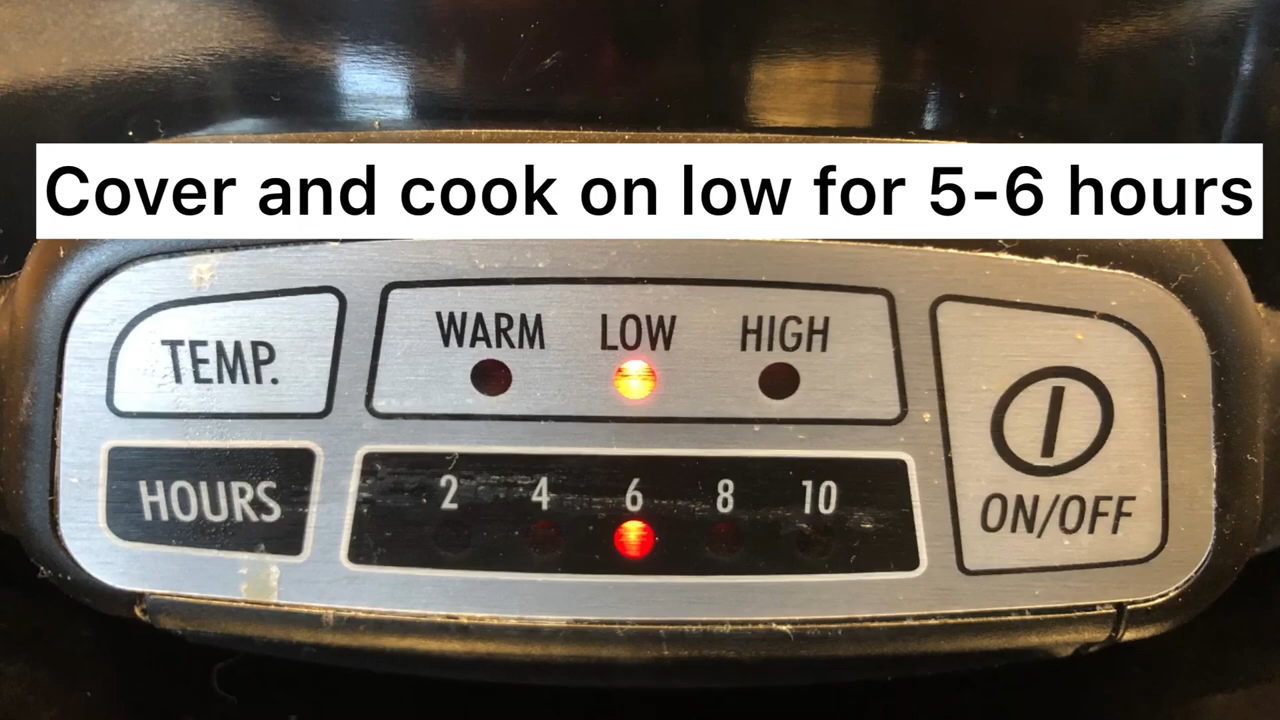 Cover and cook on low for 5-6 hours
TEMP.
WARM LOW HIGH
HOURS
2 4 6 8 10
ON/OFF